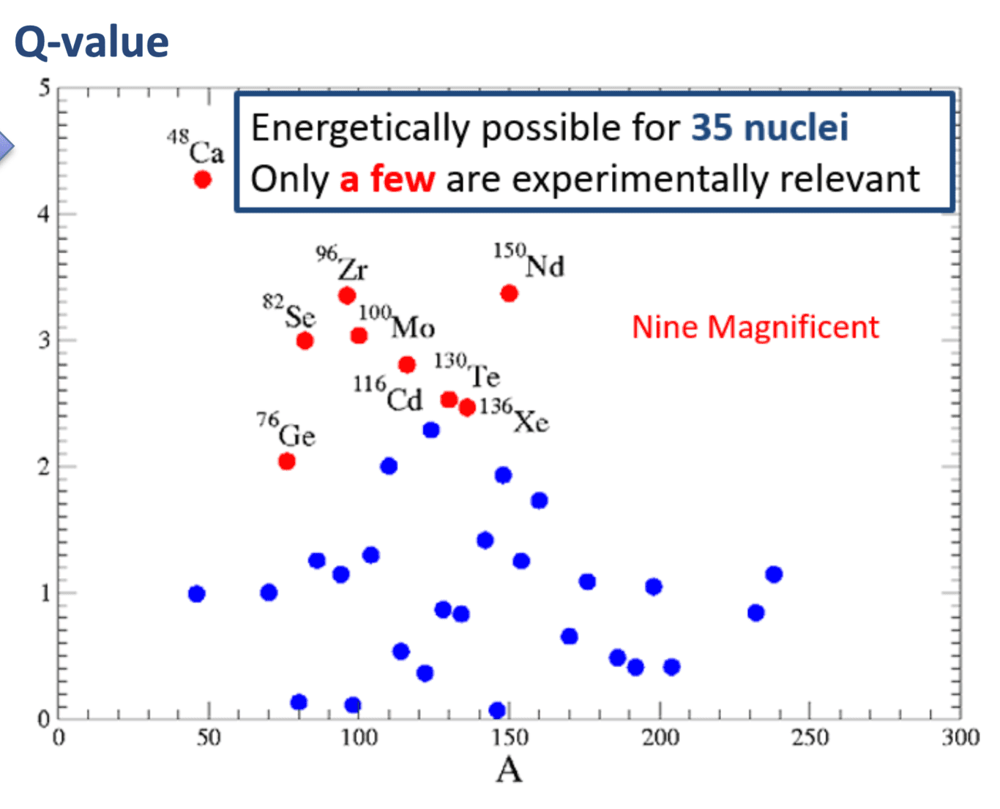 Q-value
5
Energetically possible for 35 nuclei
Only a few are experimentally relevant
48Ca
4
96Zr
150Nd
82Se
100Mo
Nine Magnificent
3
130Te
116Cd
136Xe
76Ge
2
1
0
0 50 100 150 200 250 300
A